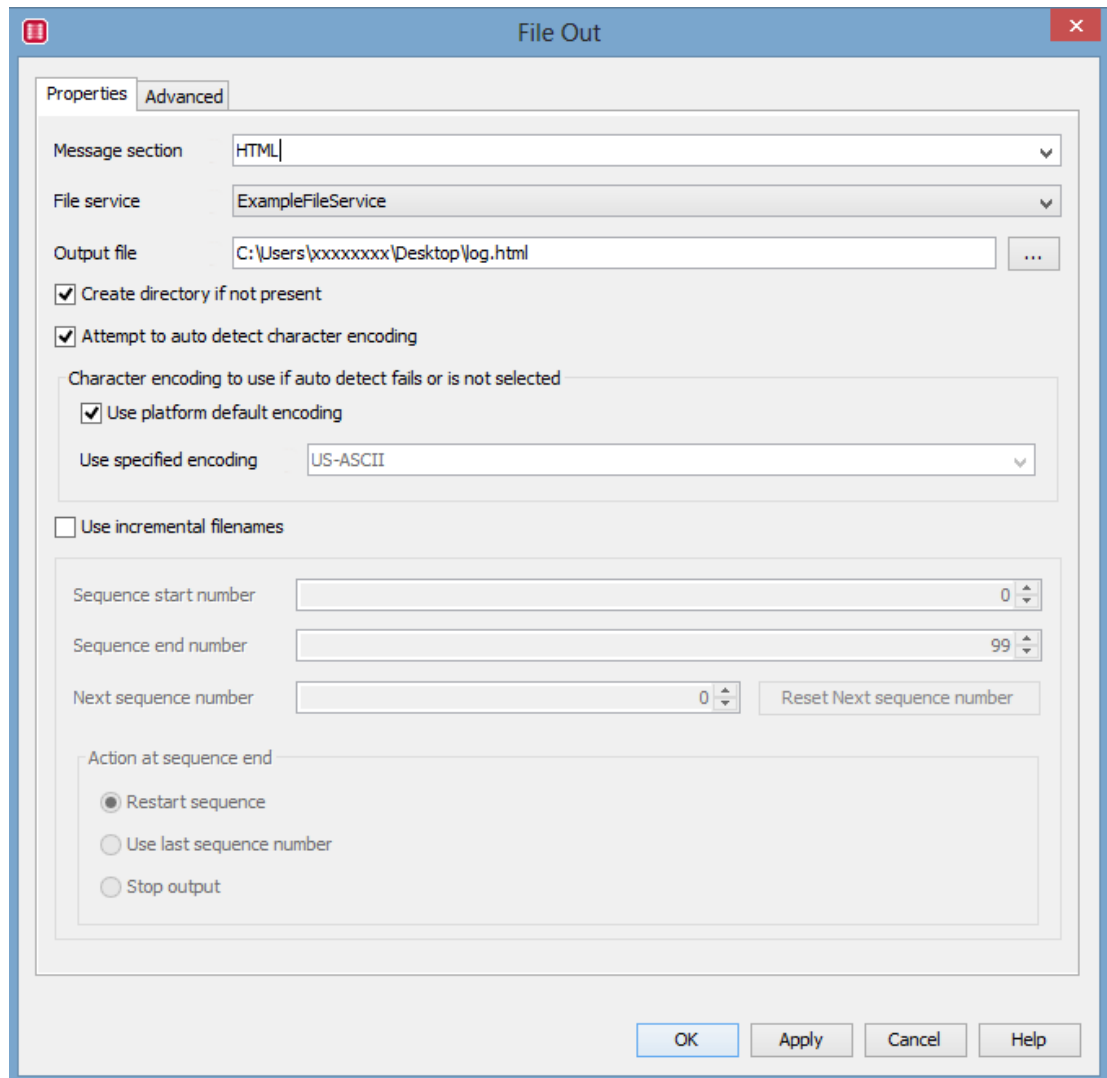 File Out
Properties Advanced
Message section HTML
File service ExampleFileService
Output file C:\Users\xxxxxxxx\Desktop\log.html ...
Create directory if not present
Attempt to auto detect character encoding
Character encoding to use if auto detect fails or is not selected
Use platform default encoding
Use specified encoding US-ASCII
Use incremental filenames
Sequence start number 0
Sequence end number 99
Next sequence number 0 Reset Next sequence number
Action at sequence end
Restart sequence
Use last sequence number
Stop output
OK Apply Cancel Help